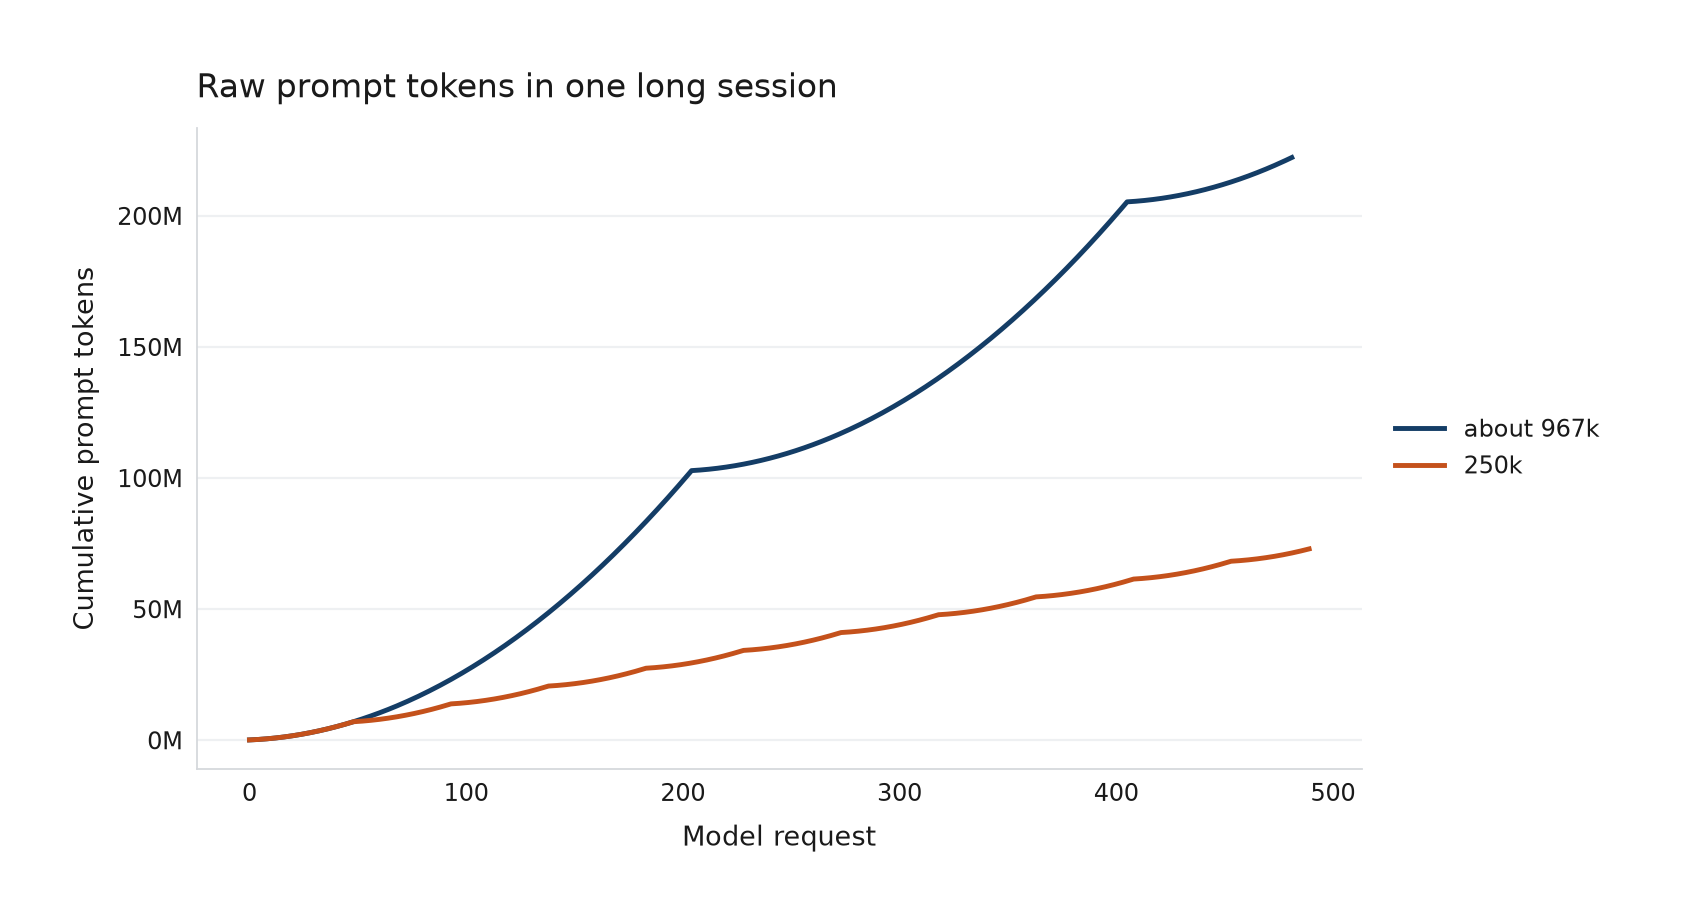 Raw prompt tokens in one long session
Cumulative prompt tokens
200M
150M
100M
50M
0M
0 100 200 300 400 500
Model request
about 967k
250k